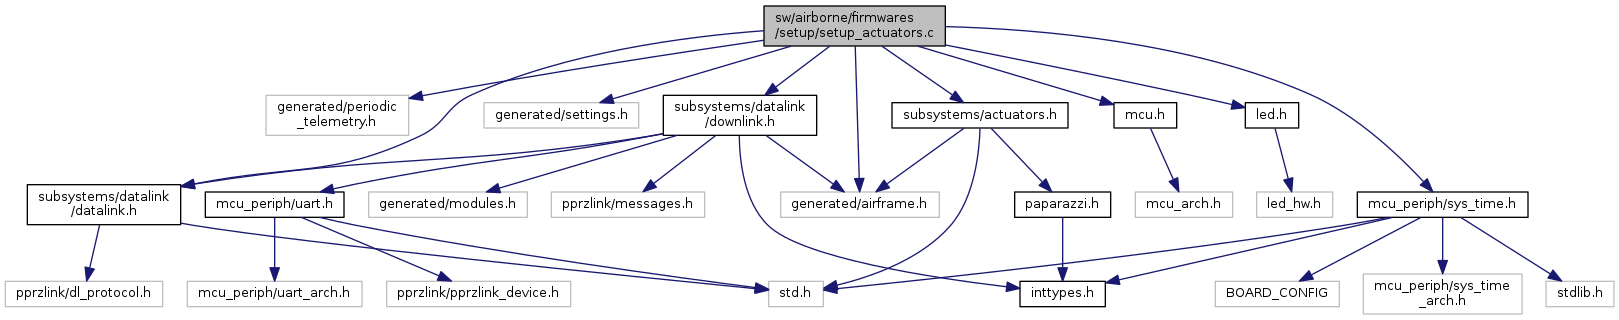 sw/airborne/firmwares
/setup/setup_actuators.c
generated/periodic
_telemetry.h
generated/settings.h
subsystems/datalink
/downlink.h
subsystems/actuators.h
mcu.h
led.h
subsystems/datalink
/datalink.h
mcu_periph/uart.h
generated/modules.h
pprzlink/messages.h
generated/airframe.h
paparazzi.h
mcu_arch.h
led_hw.h
mcu_periph/sys_time.h
pprzlink/dl_protocol.h
mcu_periph/uart_arch.h
pprzlink/pprzlink_device.h
std.h
inttypes.h
BOARD_CONFIG
mcu_periph/sys_time
_arch.h
stdlib.h